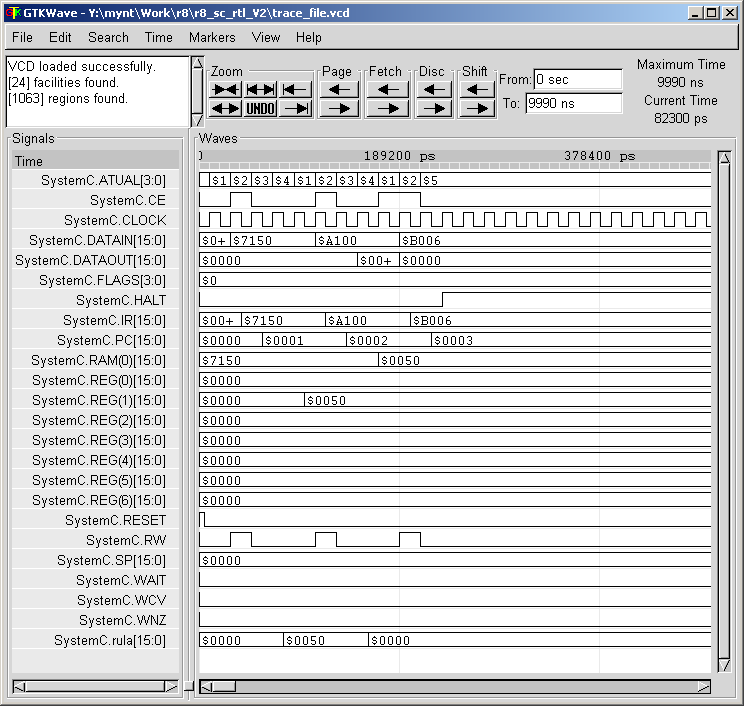 GTKWave - Y:\mynt\Work\r8\r8_sc_rtl_V2\trace_file.vcd
File Edit Search Time Markers View Help
VCD loaded successfully.
[24] facilities found.
[1063] regions found.
Zoom
UNDO
Page
Fetch
Disc
Shift
From: 0 sec
To: 9990 ns
Maximum Time
9990 ns
Current Time
82300 ps
Signals
Waves
Time
189200 ps 378400 ps
SystemC.ATUAL[3:0] $1 $2 $3 $4 $1 $2 $3 $4 $1 $2 $5
SystemC.CE
SystemC.CLOCK
SystemC.DATAIN[15:0] $0+ $7150 $A100 $B006
SystemC.DATAOUT[15:0] $0000 $00+ $0000
SystemC.FLAGS[3:0] $0
SystemC.HALT
SystemC.IR[15:0] $00+ $7150 $A100 $B006
SystemC.PC[15:0] $0000 $0001 $0002 $0003
SystemC.RAM(0)[15:0] $7150 $0050
SystemC.REG(0)[15:0] $0000
SystemC.REG(1)[15:0] $0000 $0050
SystemC.REG(2)[15:0] $0000
SystemC.REG(3)[15:0] $0000
SystemC.REG(4)[15:0] $0000
SystemC.REG(5)[15:0] $0000
SystemC.REG(6)[15:0] $0000
SystemC.RESET
SystemC.RW
SystemC.SP[15:0] $0000
SystemC.WAIT
SystemC.WCV
SystemC.WNZ
SystemC.rula[15:0] $0000 $0050 $0000